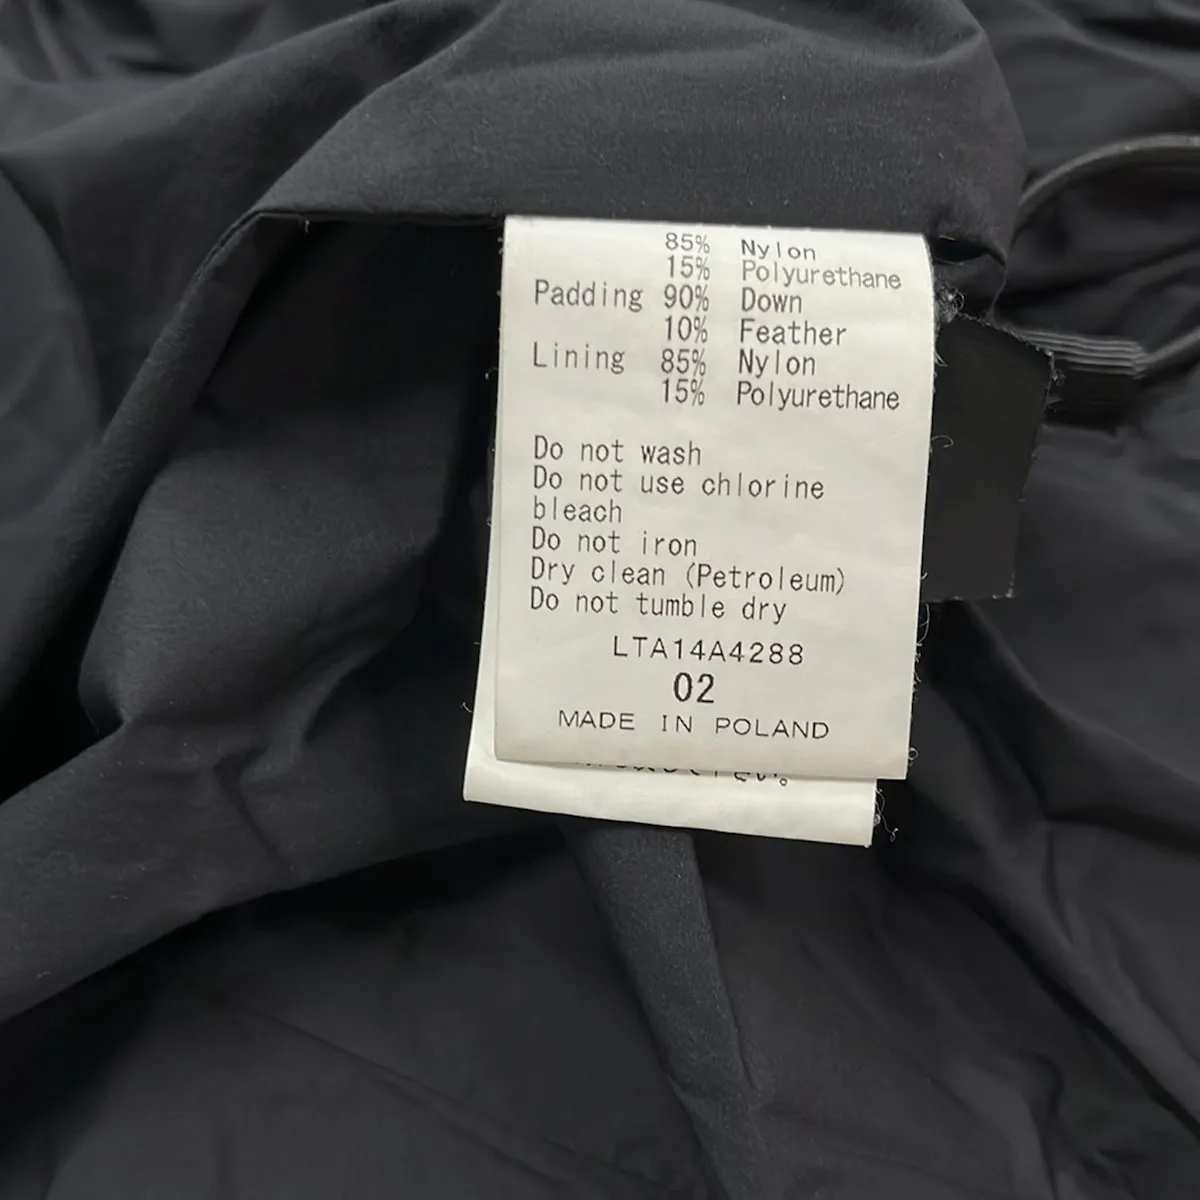 85% Nylon
15% Polyurethane
Padding 90% Down
10% Feather
Lining 85% Nylon
15% Polyurethane
Do not wash
Do not use chlorine
bleach
Do not iron
Dry clean (Petroleum)
Do not tumble dry
LTA14A4288
02
MADE IN POLAND